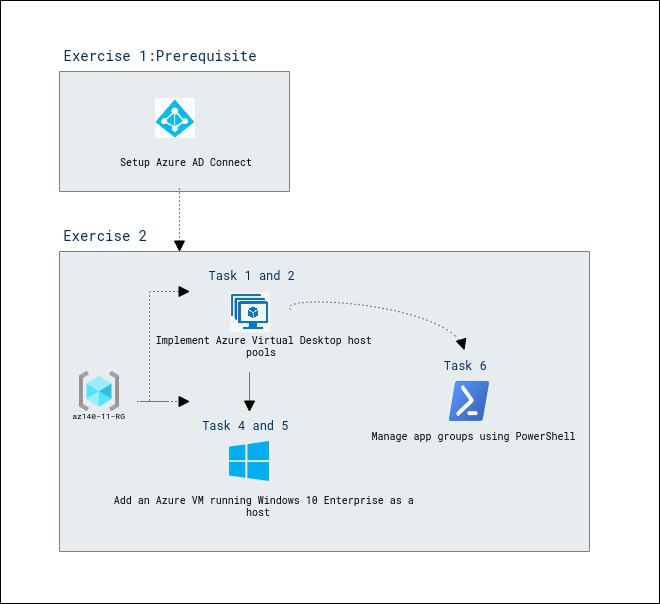 Exercise 1:Prerequisite
Setup Azure AD Connect
Exercise 2
Task 1 and 2
Implement Azure Virtual Desktop host
pools
Task 6
az140-11-RG
Task 4 and 5
Manage app groups using PowerShell
Add an Azure VM running Windows 10 Enterprise as a
host